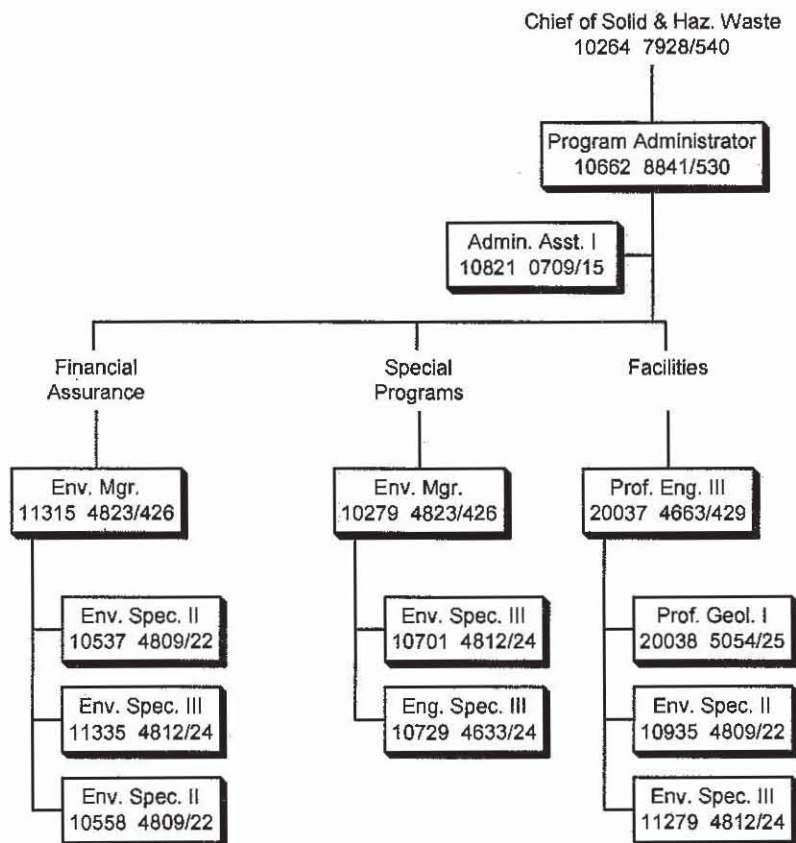 Chief of Solid & Haz. Waste
10264 7928/540
Program Administrator
10662 8841/530
Admin. Asst. I
10821 0709/15
Financial
Assurance
Special
Programs
Facilities
Env. Mgr.
11315 4823/426
Env. Mgr.
10279 4823/426
Prof. Eng. III
20037 4663/429
Env. Spec. II
10537 4809/22
Env. Spec. III
10701 4812/24
Prof. Geol. I
20038 5054/25
Env. Spec. III
11335 4812/24
Eng. Spec. III
10729 4633/24
Env. Spec. II
10935 4809/22
Env. Spec. II
10558 4809/22
Env. Spec. III
11279 4812/24